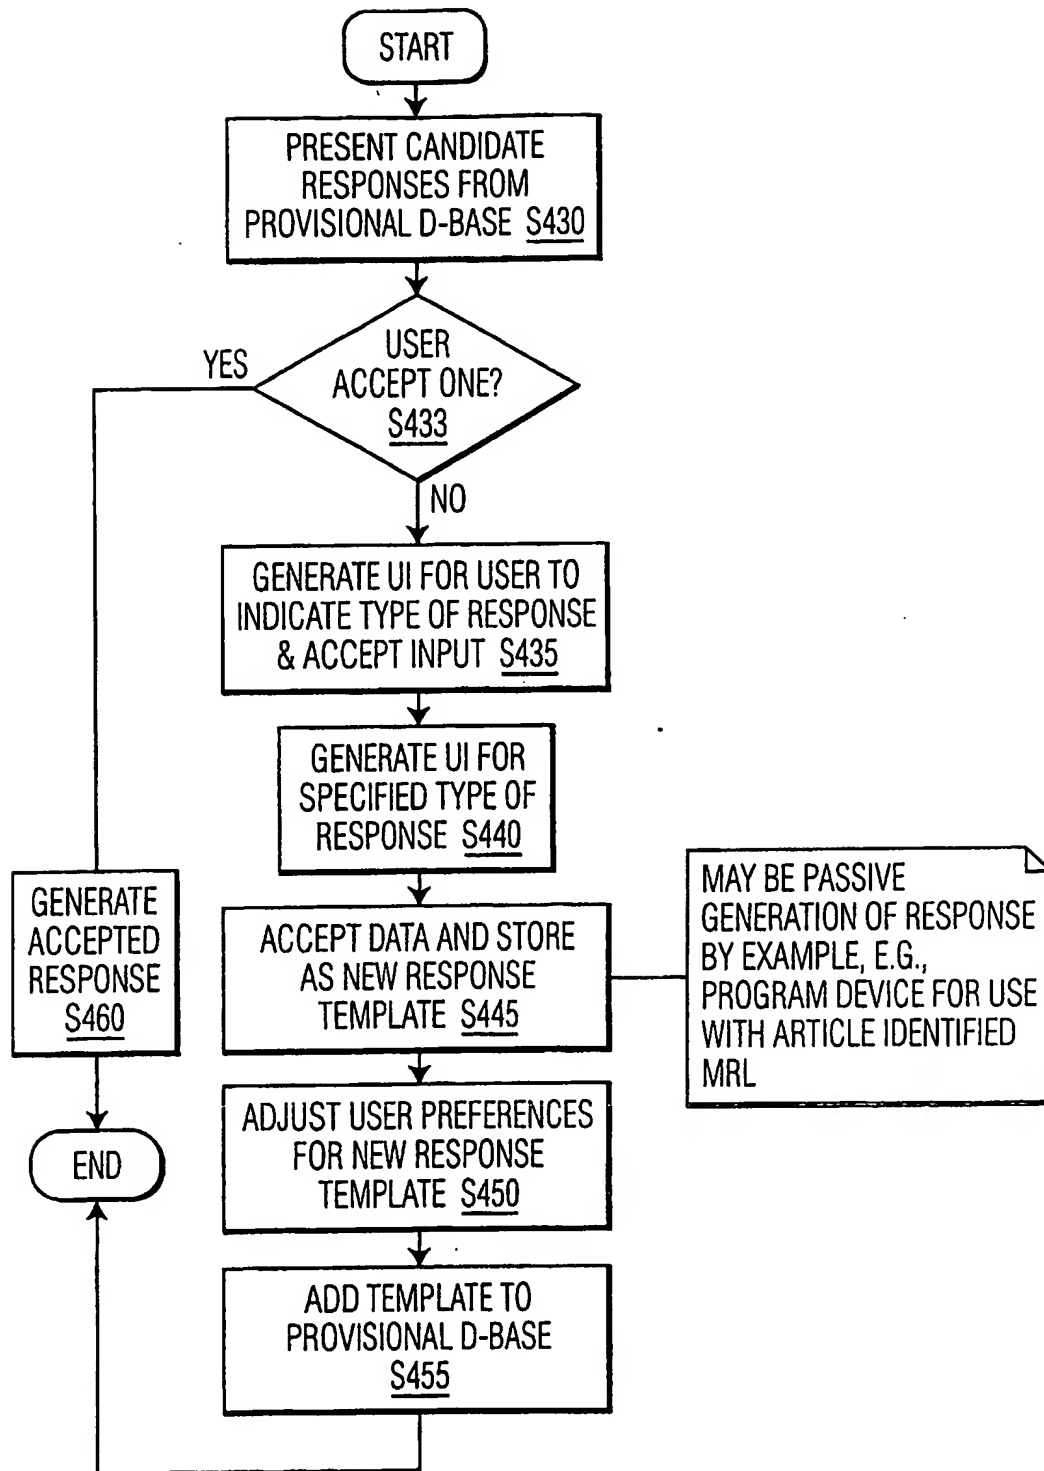 START
PRESENT CANDIDATE
RESPONSES FROM
PROVISIONAL D-BASE S430
USER
ACCEPT ONE?
S433
YES
NO
GENERATE UI FOR USER TO
INDICATE TYPE OF RESPONSE
& ACCEPT INPUT S435
GENERATE UI FOR
SPECIFIED TYPE OF
RESPONSE S440
GENERATE
ACCEPTED
RESPONSE
S460
ACCEPT DATA AND STORE
AS NEW RESPONSE
TEMPLATE S445
MAY BE PASSIVE
GENERATION OF RESPONSE
BY EXAMPLE, E.G.,
PROGRAM DEVICE FOR USE
WITH ARTICLE IDENTIFIED
MRL
ADJUST USER PREFERENCES
FOR NEW RESPONSE
TEMPLATE S450
END
ADD TEMPLATE TO
PROVISIONAL D-BASE
S455